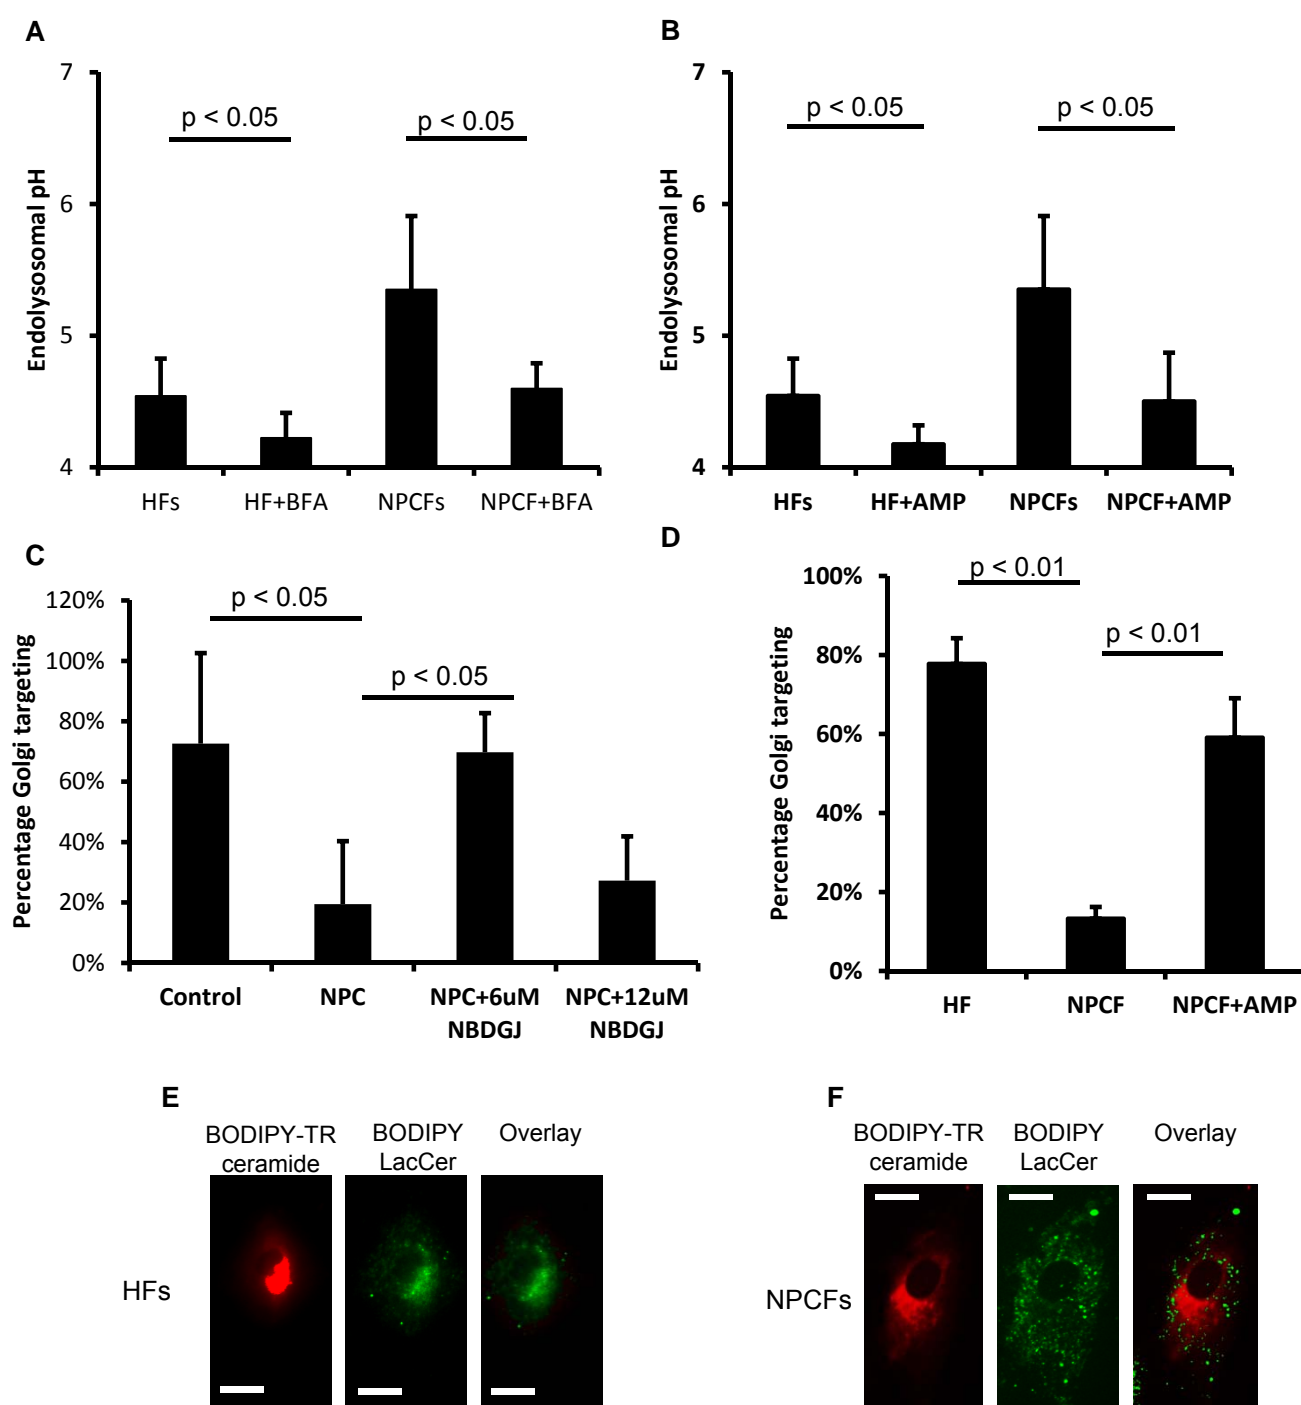 A
7
6
5
4
Endolysosomal pH
p < 0.05
p < 0.05
HFs
HF+BFA
NPCFs
NPCF+BFA
B
7
6
5
4
Endolysosomal pH
p < 0.05
p < 0.05
HFs
HF+AMP
NPCFs
NPCF+AMP
C
120%
100%
80%
60%
40%
20%
0%
Percentage Golgi targeting
p < 0.05
p < 0.05
Control
NPC
NPC+6uM
NBDGJ
NPC+12uM
NBDGJ
D
100%
80%
60%
40%
20%
0%
Percentage Golgi targeting
p < 0.01
p < 0.01
HF
NPCF
NPCF+AMP
E
BODIPY-TR
ceramide
BODIPY
LacCer
Overlay
HFs
F
BODIPY-TR
ceramide
BODIPY
LacCer
Overlay
NPCFs